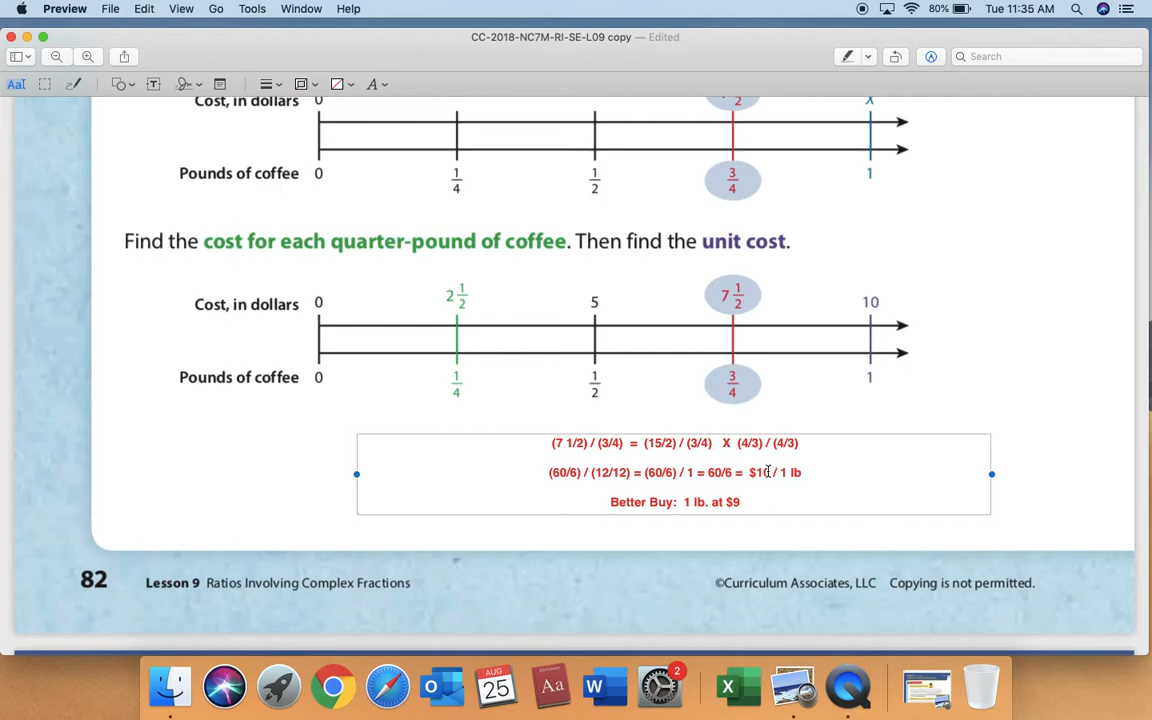 Preview File Edit View Go Tools Window Help 80% Tue 11:35 AM
CC-2018-NC7M-RI-SE-L09 copy — Edited
Search
AaI T A
Cost, in dollars 0 2 X
Pounds of coffee 0 1/4 1/2 3/4 1
Find the cost for each quarter-pound of coffee. Then find the unit cost.
Cost, in dollars 0 2 1/2 5 7 1/2 10
Pounds of coffee 0 1/4 1/2 3/4 1
(7 1/2) / (3/4) = (15/2) / (3/4) X (4/3) / (4/3)
(60/6) / (12/12) = (60/6) / 1 = 60/6 = $10 / 1 lb
Better Buy: 1 lb. at $9
82 Lesson 9 Ratios Involving Complex Fractions ©Curriculum Associates, LLC Copying is not permitted.
AUG 2
25 Aa W X